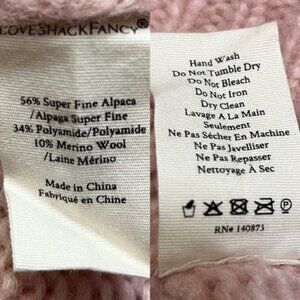 LOVESHACKFANCY®
56% Super Fine Alpaca
/Alpaga Super Fine
34% Polyamide/Polyamide
10% Merino Wool
/Laine Mérino
Made in China
Fabriqué en Chine
Hand Wash
Do Not Tumble Dry
Do Not Bleach
Do Not Iron
Dry Clean
Lavage A La Main
Seulement
Ne Pas Sécher En Machine
Ne Pas Javelliser
Ne Pas Repasser
Nettoyage A Sec
RN# 140873